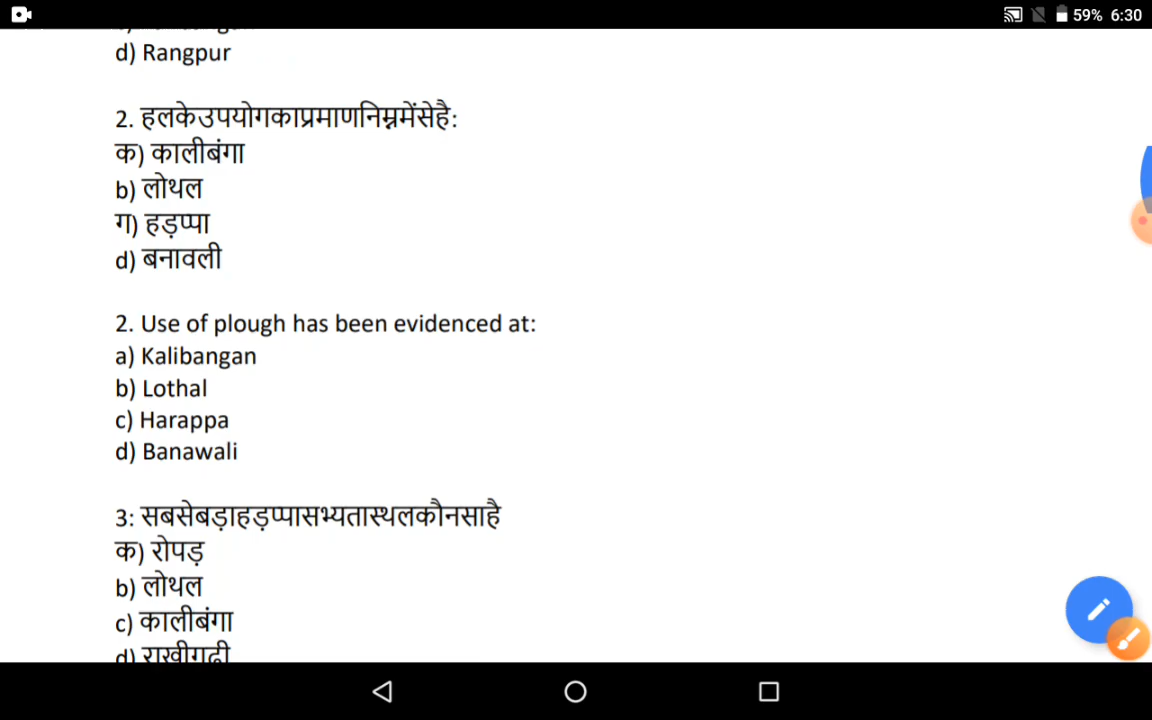 59% 6:30
d) Rangpur
2. हलकेउपयोगकाप्रमाणनिम्नमेंसेहै:
क) कालीबंगा
b) लोथल
ग) हड़प्पा
d) बनावली
2. Use of plough has been evidenced at:
a) Kalibangan
b) Lothal
c) Harappa
d) Banawali
3: सबसेबड़ाहड़प्पासभ्यतास्थलकौनसाहै
क) रोपड़
b) लोथल
c) कालीबंगा
d) राखीगढ़ी